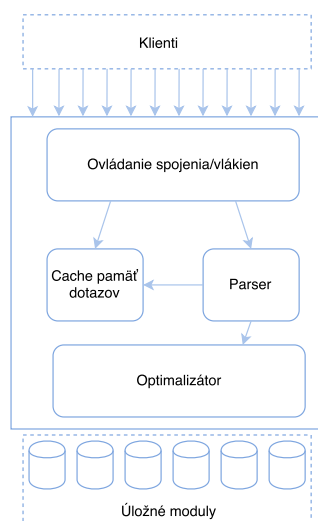 Klienti
Ovládanie spojenia/vlákien
Cache pamäť
dotazov
Parser
Optimalizátor
Úložné moduly